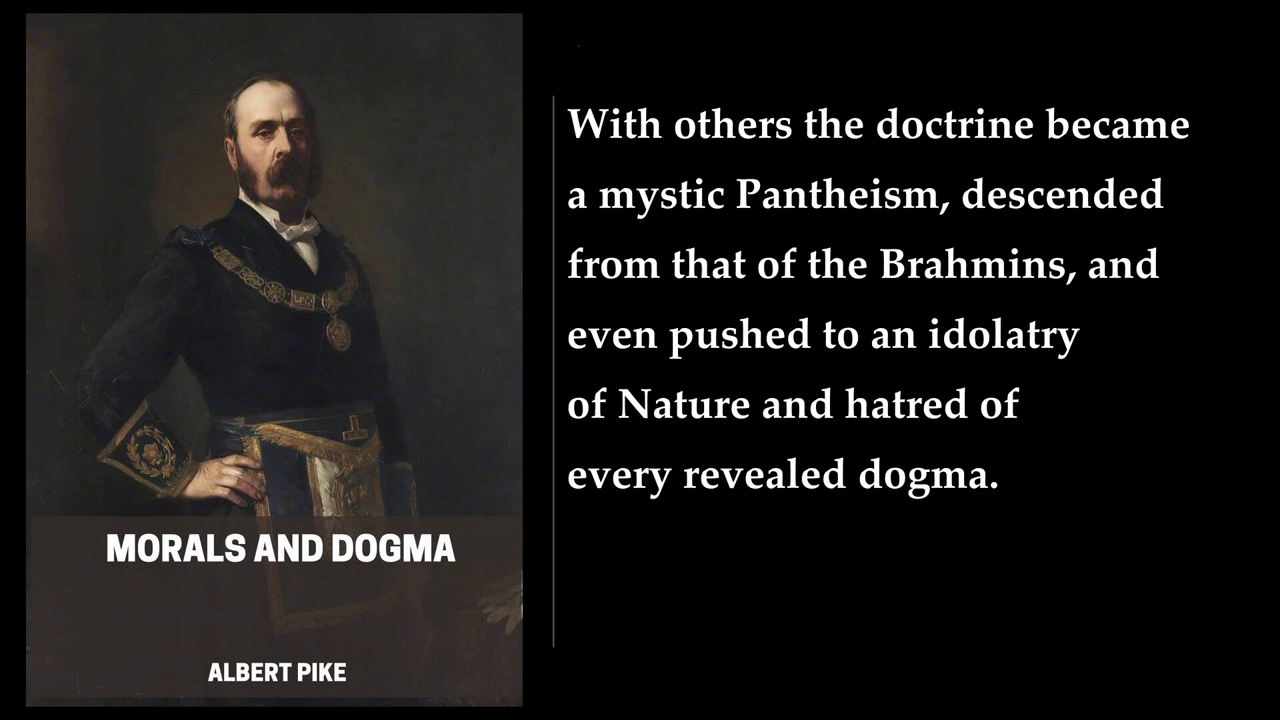 MORALS AND DOGMA
ALBERT PIKE
With others the doctrine became
a mystic Pantheism, descended
from that of the Brahmins, and
even pushed to an idolatry
of Nature and hatred of
every revealed dogma.